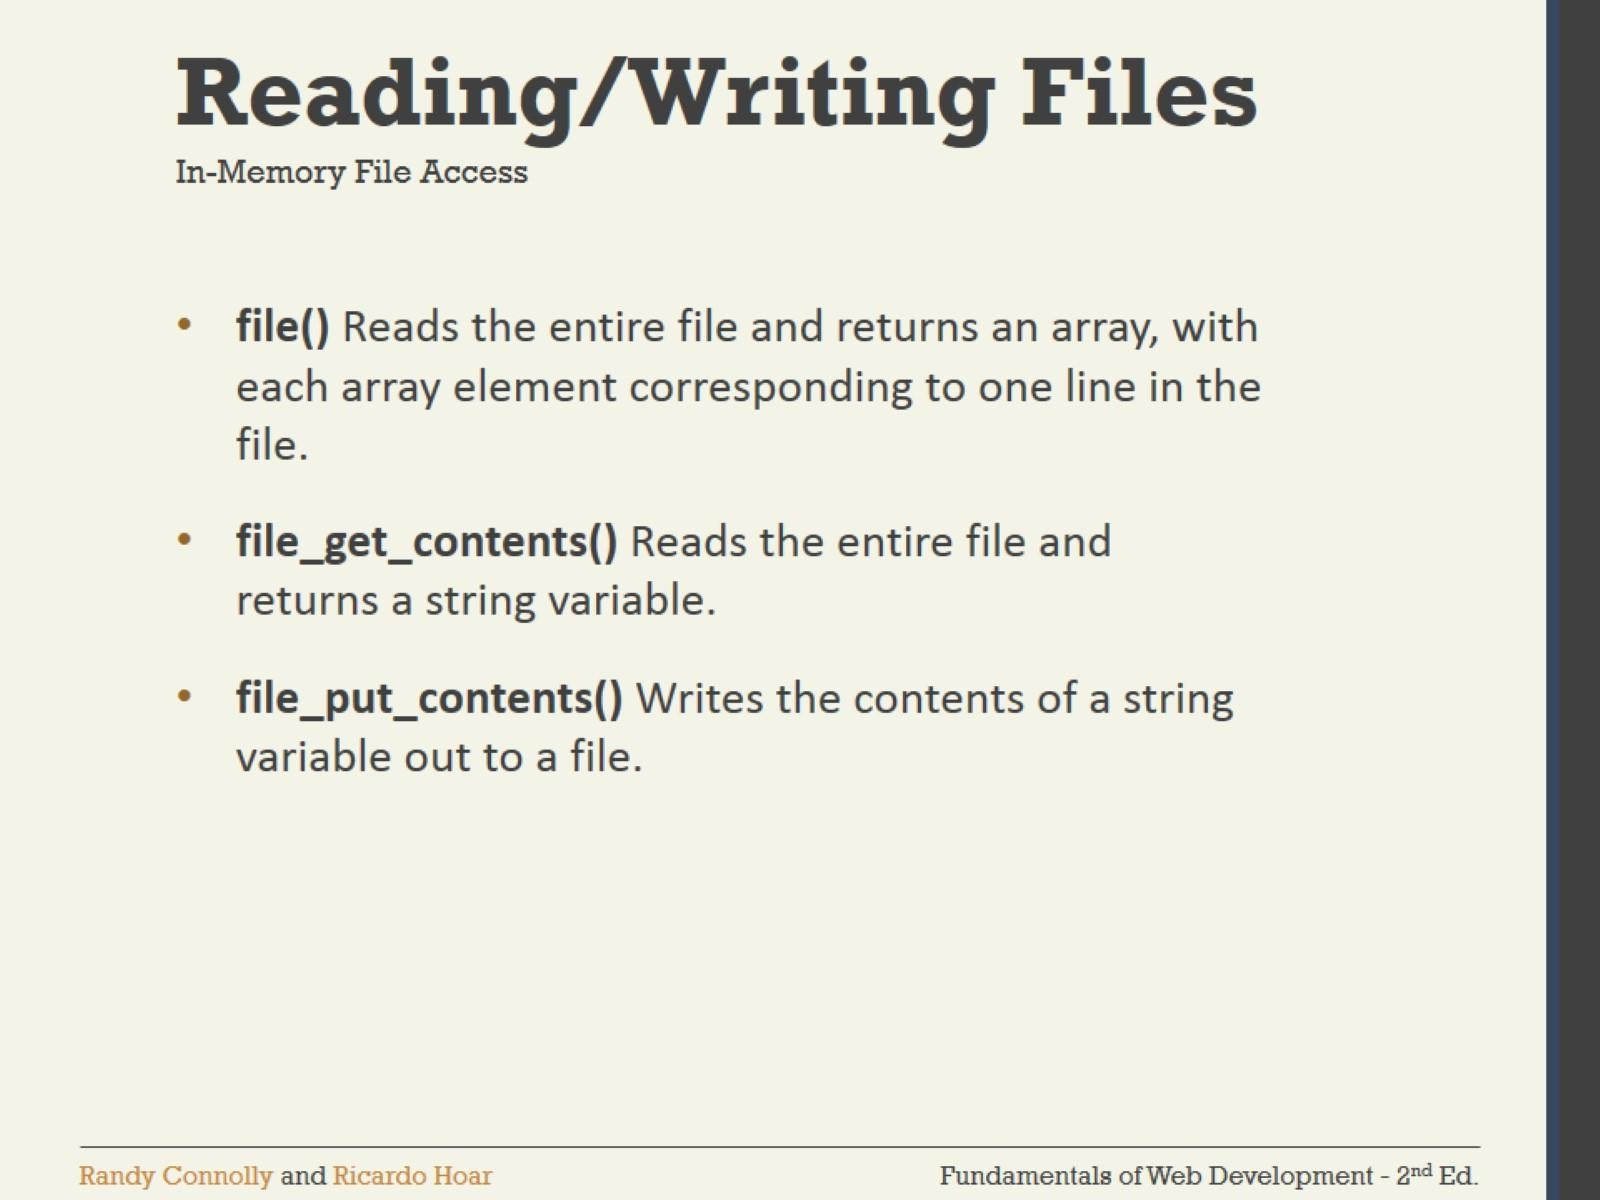 Reading/Writing Files
In-Memory File Access
• file() Reads the entire file and returns an array, with
each array element corresponding to one line in the
file.
• file_get_contents() Reads the entire file and
returns a string variable.
• file_put_contents() Writes the contents of a string
variable out to a file.
Randy Connolly and Ricardo Hoar
Fundamentals of Web Development - 2nd Ed.